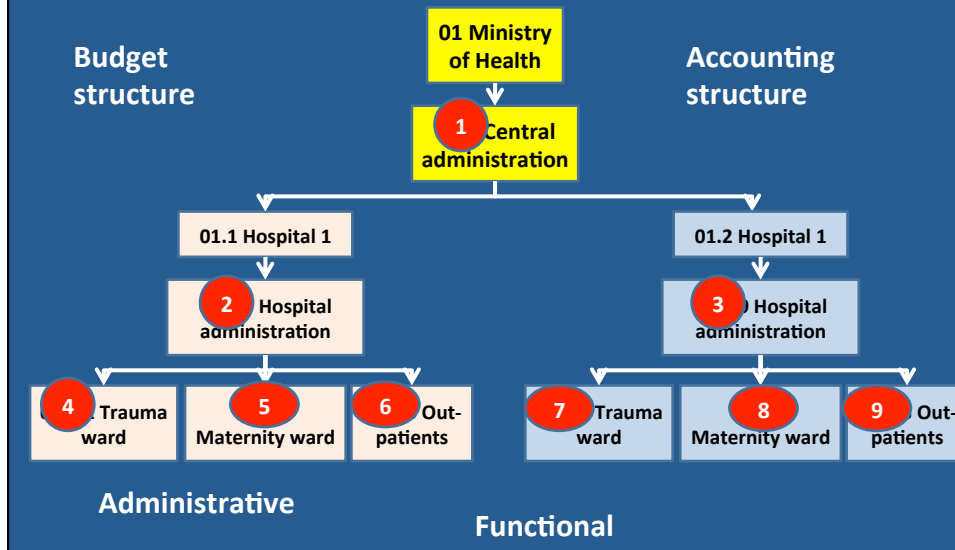 Budget
structure
01 Ministry
of Health
Accounting
structure
1 Central
administration
01.1 Hospital 1
01.2 Hospital 1
2 Hospital
administration
3 Hospital
administration
4 Trauma
ward
5
Maternity ward
6 Out-
patients
7 Trauma
ward
8
Maternity ward
9 Out-
patients
Administrative
Functional